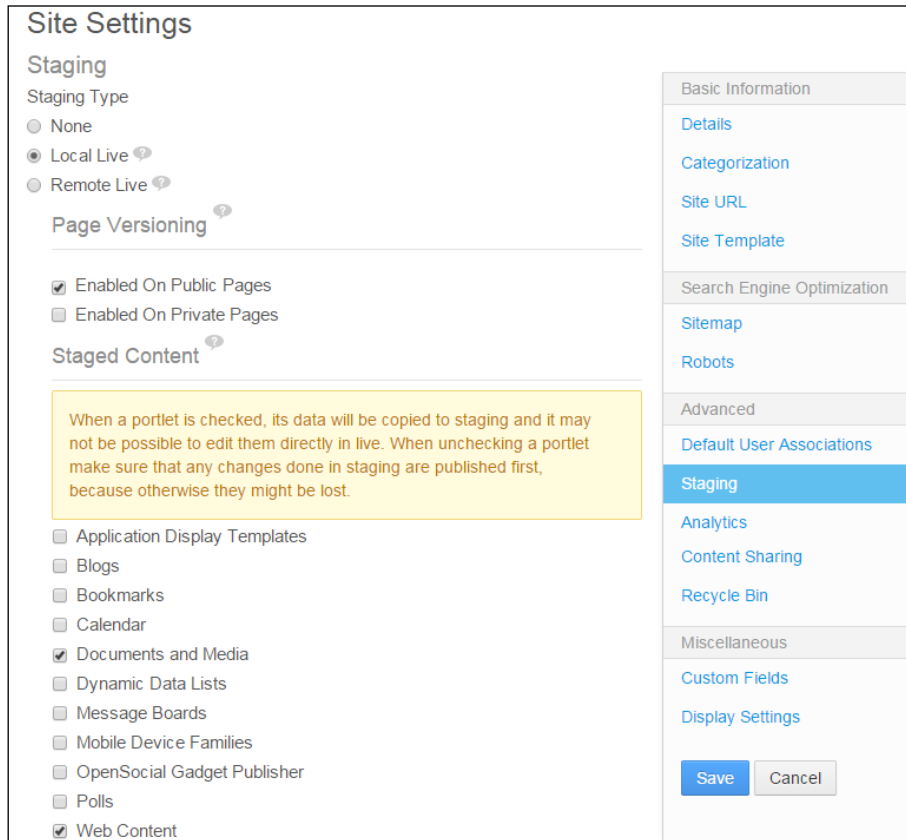 Site Settings
Staging
Staging Type
None
Local Live
Remote Live
Page Versioning
Enabled On Public Pages
Enabled On Private Pages
Staged Content
When a portlet is checked, its data will be copied to staging and it may
not be possible to edit them directly in live. When unchecking a portlet
make sure that any changes done in staging are published first,
because otherwise they might be lost.
Application Display Templates
Blogs
Bookmarks
Calendar
Documents and Media
Dynamic Data Lists
Message Boards
Mobile Device Families
OpenSocial Gadget Publisher
Polls
Web Content
Basic Information
Details
Categorization
Site URL
Site Template
Search Engine Optimization
Sitemap
Robots
Advanced
Default User Associations
Staging
Analytics
Content Sharing
Recycle Bin
Miscellaneous
Custom Fields
Display Settings
Save Cancel